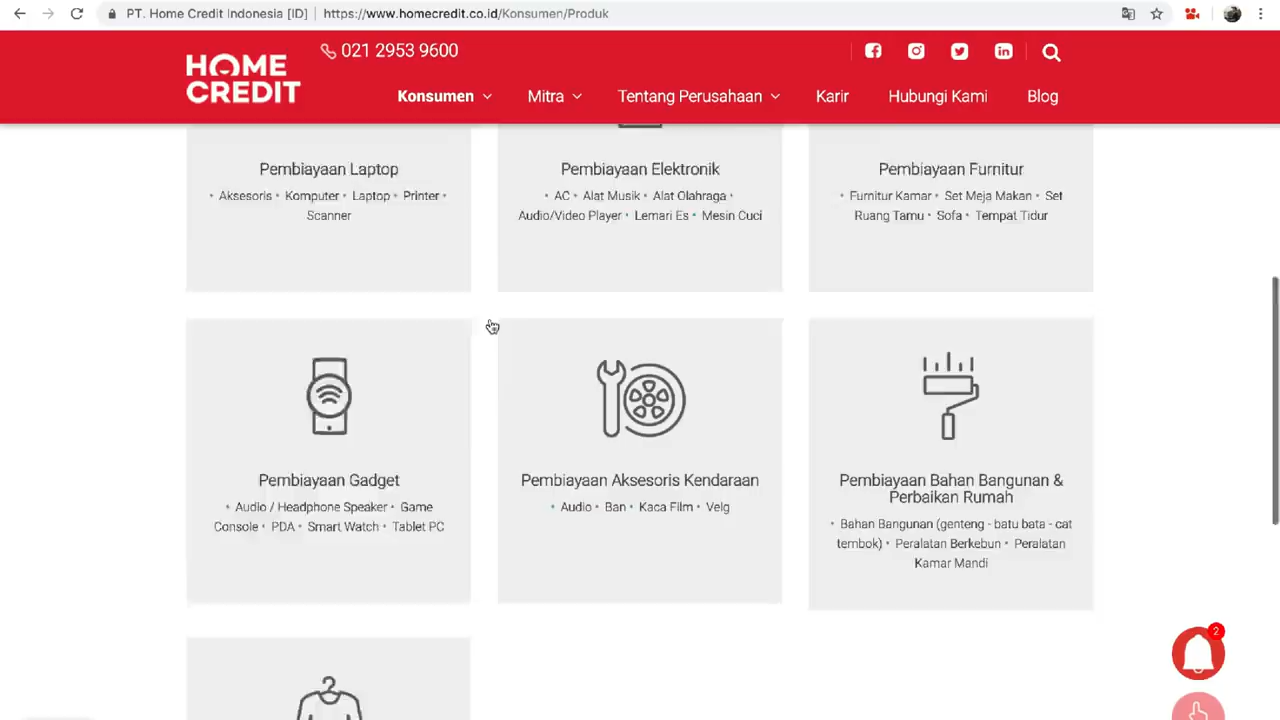 PT. Home Credit Indonesia [ID]
https://www.homecredit.co.id/Konsumen/Produk
HOME
CREDIT
021 2953 9600
Konsumen
Mitra
Tentang Perusahaan
Karir
Hubungi Kami
Blog
Pembiayaan Laptop
• Aksesoris • Komputer • Laptop • Printer •
Scanner
Pembiayaan Elektronik
• AC • Alat Musik • Alat Olahraga •
Audio/Video Player • Lemari Es • Mesin Cuci
Pembiayaan Furnitur
• Furnitur Kamar • Set Meja Makan • Set
Ruang Tamu • Sofa • Tempat Tidur
Pembiayaan Gadget
• Audio / Headphone Speaker • Game
Console • PDA • Smart Watch • Tablet PC
Pembiayaan Aksesoris Kendaraan
• Audio • Ban • Kaca Film • Velg
Pembiayaan Bahan Bangunan &
Perbaikan Rumah
• Bahan Bangunan (genteng - batu bata - cat
tembok) • Peralatan Berkebun • Peralatan
Kamar Mandi
2